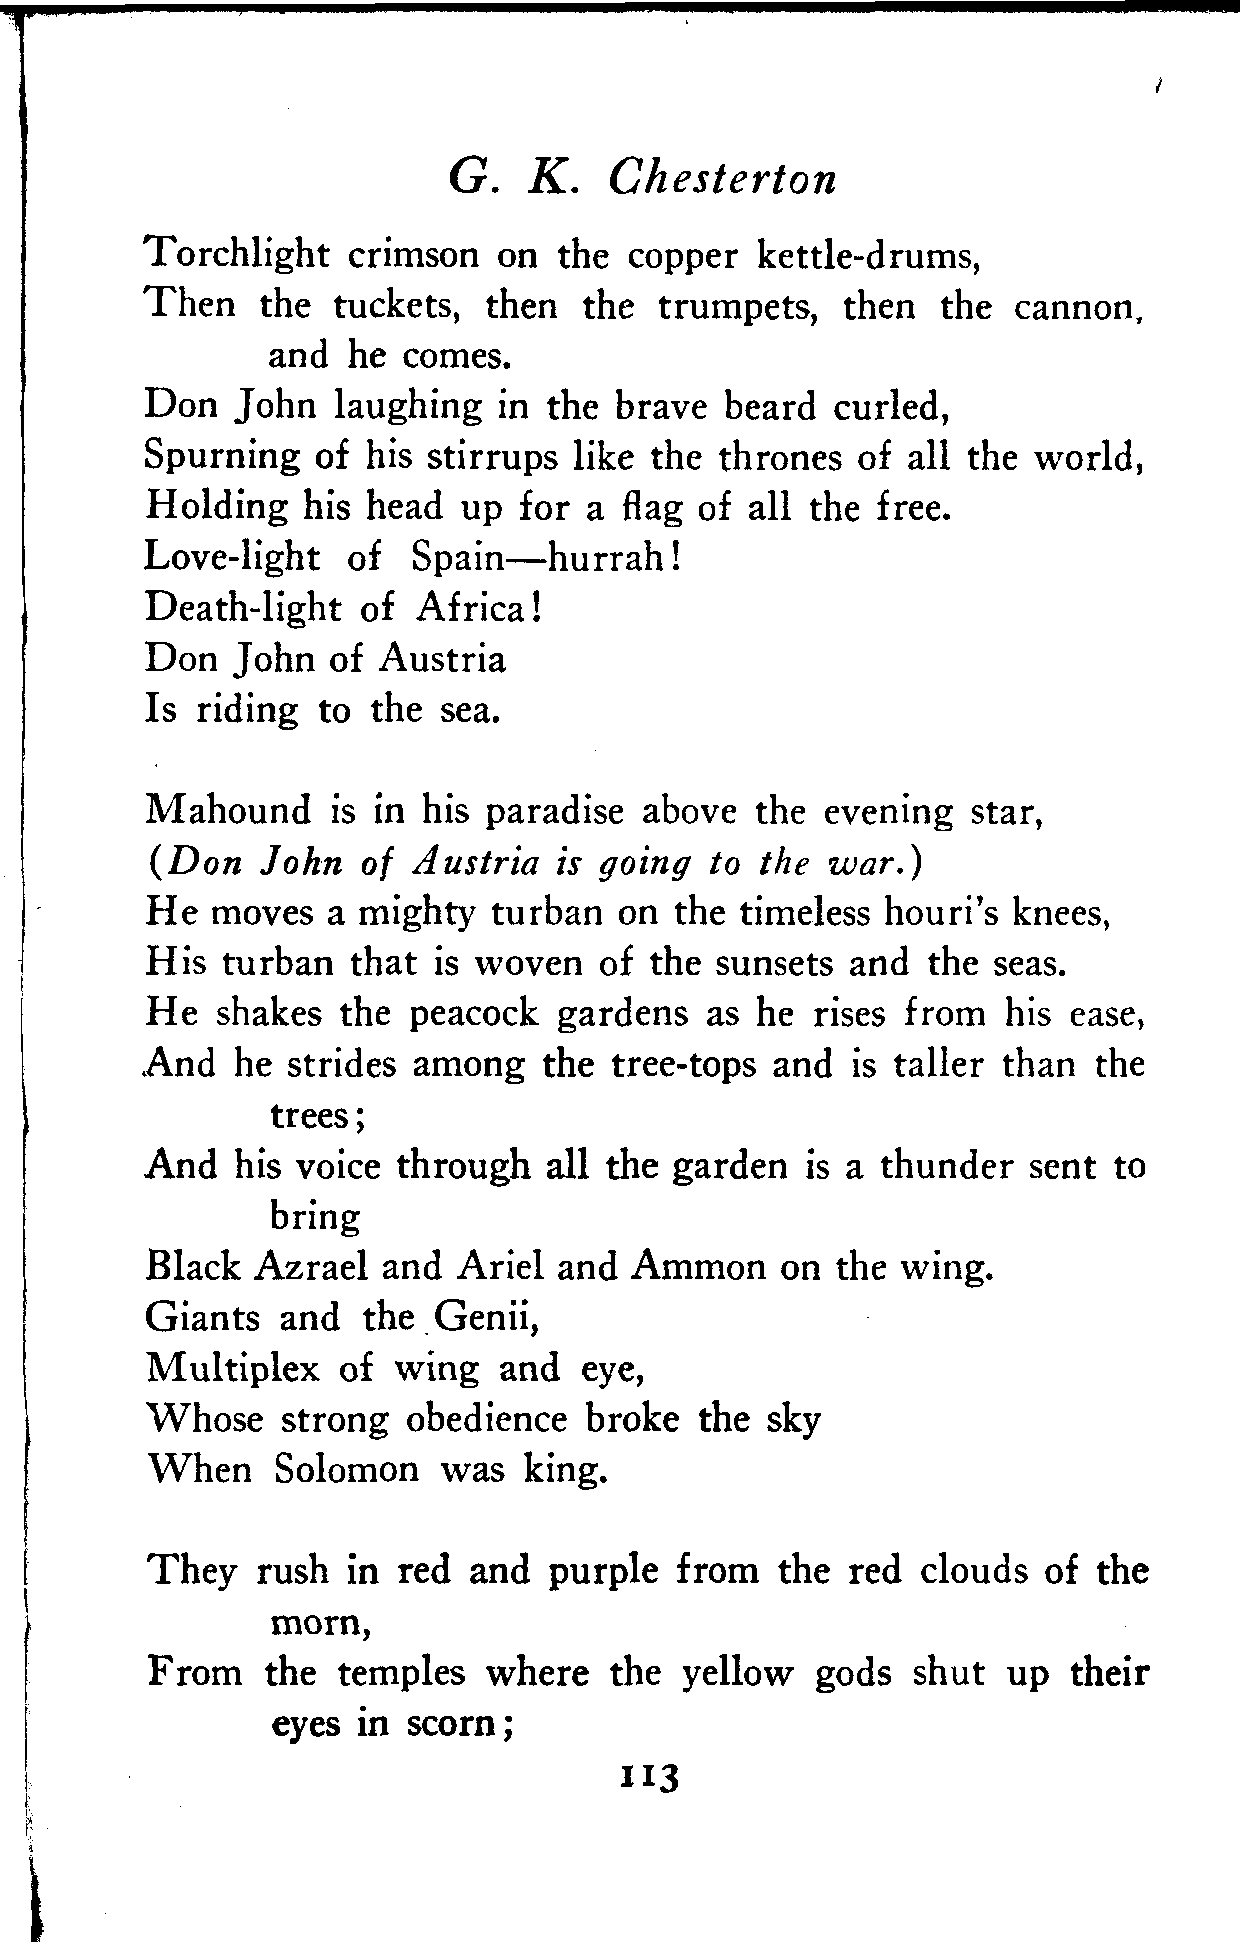 G. K. Chesterton
Torchlight crimson on the copper kettle-drums,
Then the tuckets, then the trumpets, then the cannon,
and he comes.
Don John laughing in the brave beard curled,
Spurning of his stirrups like the thrones of all the world,
Holding his head up for a flag of all the free.
Love-light of Spain—hurrah!
Death-light of Africa!
Don John of Austria
Is riding to the sea.

Mahound is in his paradise above the evening star,
(Don John of Austria is going to the war.)
He moves a mighty turban on the timeless houri's knees,
His turban that is woven of the sunsets and the seas.
He shakes the peacock gardens as he rises from his ease,
And he strides among the tree-tops and is taller than the
trees;
And his voice through all the garden is a thunder sent to
bring
Black Azrael and Ariel and Ammon on the wing.
Giants and the Genii,
Multiplex of wing and eye,
Whose strong obedience broke the sky
When Solomon was king.

They rush in red and purple from the red clouds of the
morn,
From the temples where the yellow gods shut up their
eyes in scorn;
113